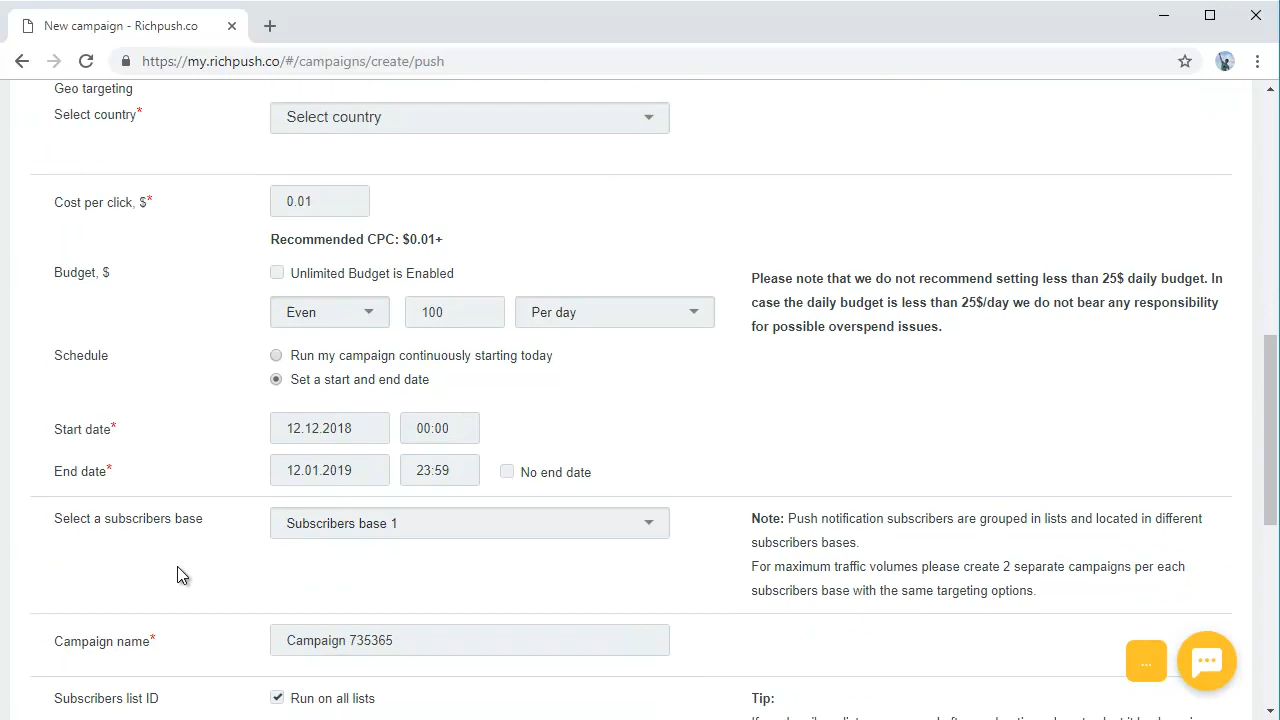 New campaign - Richpush.co
https://my.richpush.co/#/campaigns/create/push
Geo targeting
Select country*
Select country
Cost per click, $*
0.01
Recommended CPC: $0.01+
Budget, $
Unlimited Budget is Enabled
Even
100
Per day
Please note that we do not recommend setting less than 25$ daily budget. In
case the daily budget is less than 25$/day we do not bear any responsibility
for possible overspend issues.
Schedule
Run my campaign continuously starting today
Set a start and end date
Start date*
12.12.2018
00:00
End date*
12.01.2019
23:59
No end date
Select a subscribers base
Subscribers base 1
Note: Push notification subscribers are grouped in lists and located in different
subscribers bases.
For maximum traffic volumes please create 2 separate campaigns per each
subscribers base with the same targeting options.
Campaign name*
Campaign 735365
...
Subscribers list ID
Run on all lists
Tip: